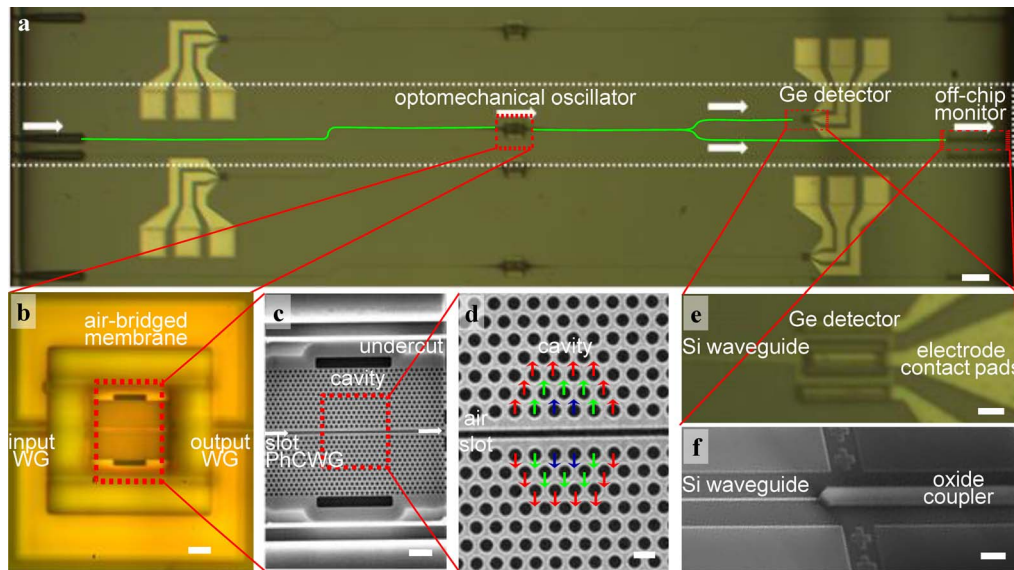 a
optomechanical oscillator
Ge detector
off-chip
monitor
b
air-bridged
membrane
input
WG
output
WG
c
undercut
cavity
slot
PhCWG
d
cavity
air
slot
e
Ge detector
Si waveguide
electrode
contact pads
f
Si waveguide
oxide
coupler